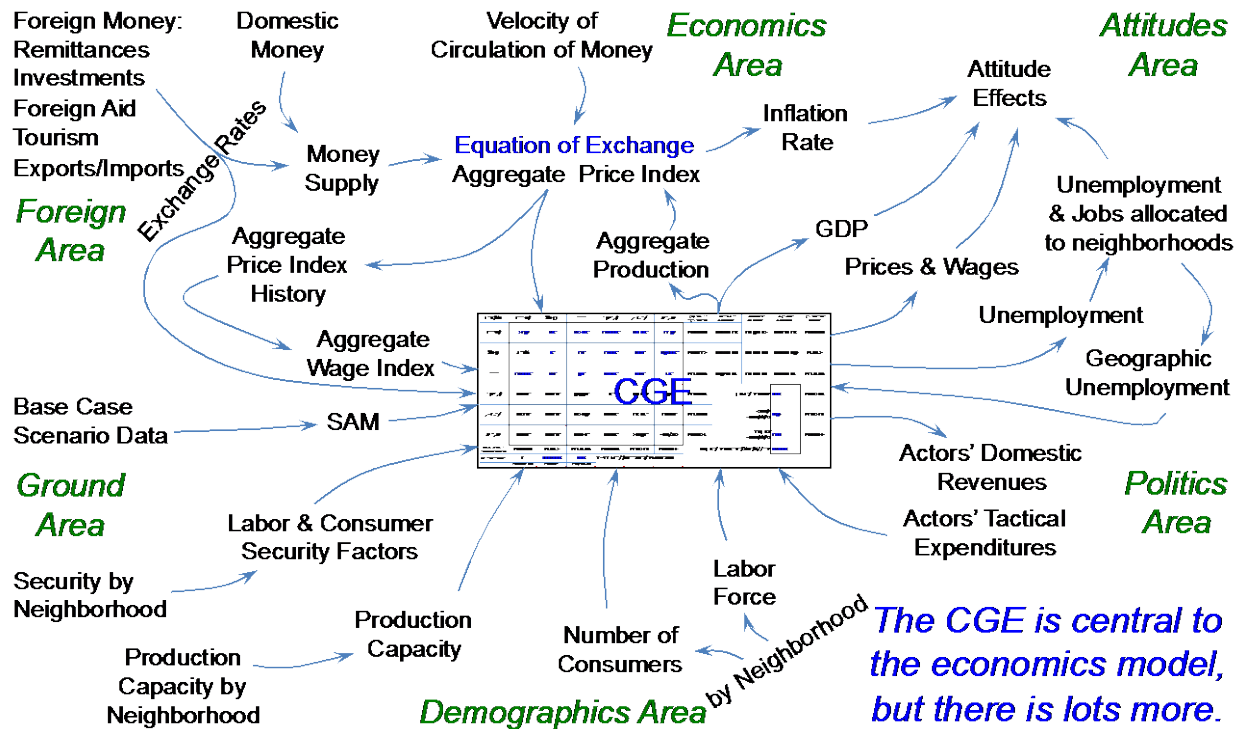 Foreign Money:
Remittances
Investments
Foreign Aid
Tourism
Exports/Imports
Domestic
Money
Velocity of
Circulation of Money
Economics
Area
Attitudes
Area
Attitude
Effects
Exchange Rates
Money
Supply
Equation of Exchange
Aggregate Price Index
Inflation
Rate
Foreign
Area
Aggregate
Price Index
History
Aggregate
Production
GDP
Prices & Wages
Unemployment
& Jobs allocated
to neighborhoods
Unemployment
Aggregate
Wage Index
Geographic
Unemployment
CGE
Base Case
Scenario Data
SAM
Actors' Domestic
Revenues
Ground
Area
Politics
Area
Labor & Consumer
Security Factors
Actors' Tactical
Expenditures
Security by
Neighborhood
Production
Capacity
Labor
Force
Number of
Consumers
by Neighborhood
Production
Capacity by
Neighborhood
Demographics Area
The CGE is central to
the economics model,
but there is lots more.